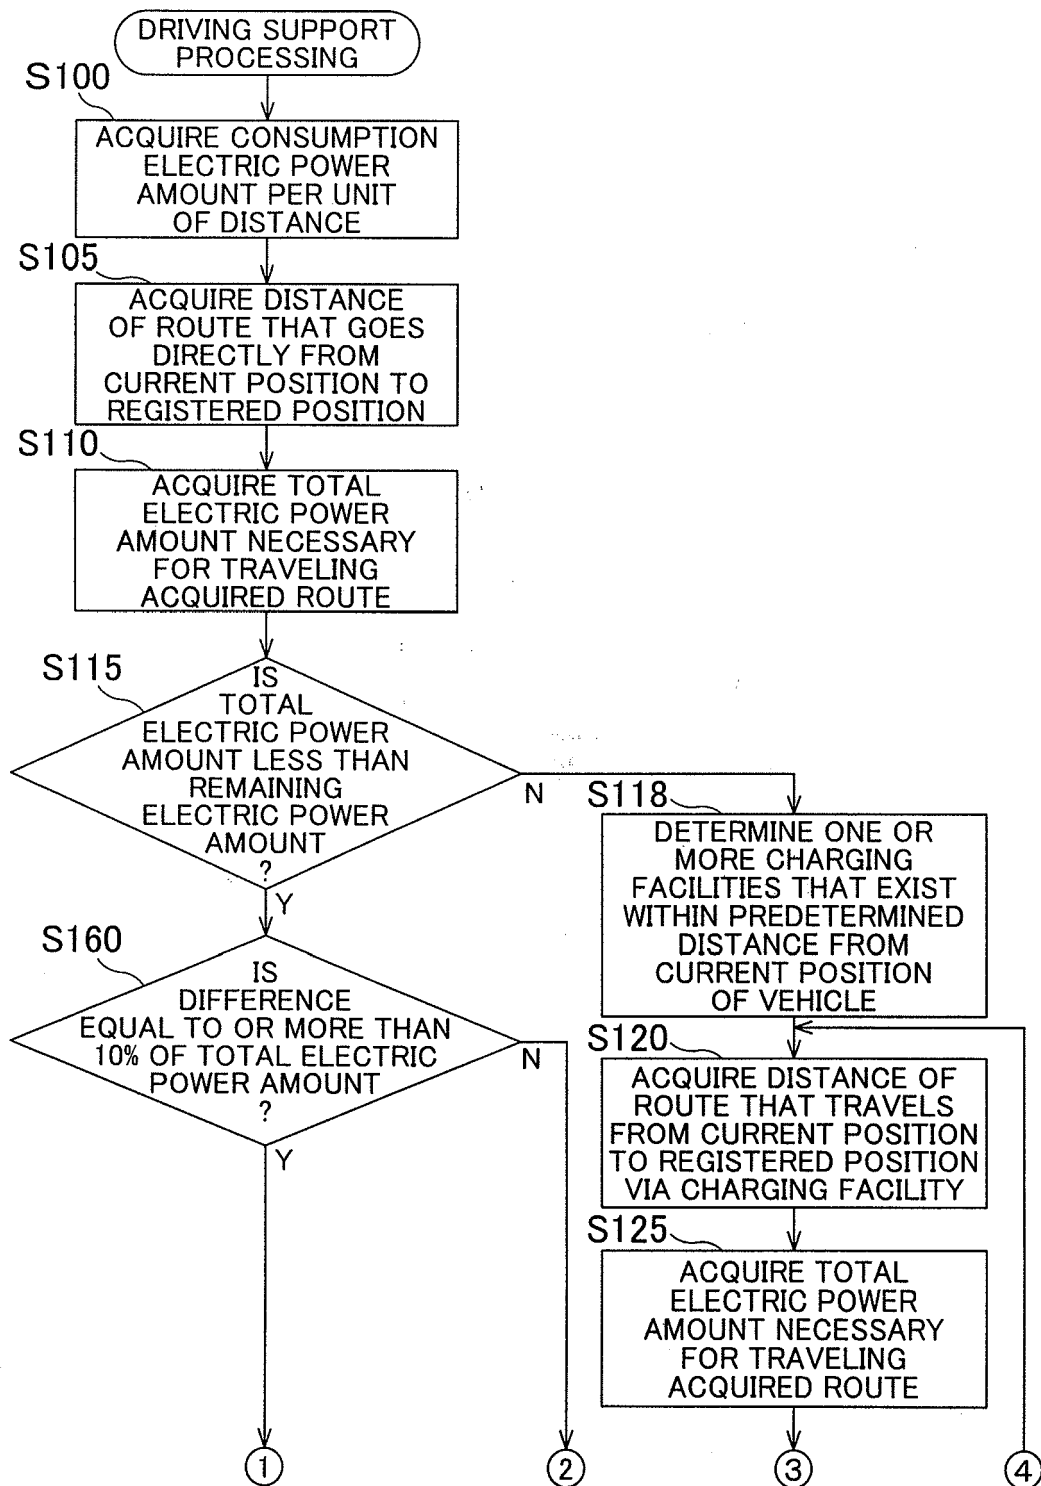 DRIVING SUPPORT
PROCESSING
S100
ACQUIRE CONSUMPTION
ELECTRIC POWER
AMOUNT PER UNIT
OF DISTANCE
S105
ACQUIRE DISTANCE
OF ROUTE THAT GOES
DIRECTLY FROM
CURRENT POSITION TO
REGISTERED POSITION
S110
ACQUIRE TOTAL
ELECTRIC POWER
AMOUNT NECESSARY
FOR TRAVELING
ACQUIRED ROUTE
S115
IS
TOTAL
ELECTRIC POWER
AMOUNT LESS THAN
REMAINING
ELECTRIC POWER
AMOUNT
?
N
Y
S118
DETERMINE ONE OR
MORE CHARGING
FACILITIES THAT EXIST
WITHIN PREDETERMINED
DISTANCE FROM
CURRENT POSITION
OF VEHICLE
S160
IS
DIFFERENCE
EQUAL TO OR MORE THAN
10% OF TOTAL ELECTRIC
POWER AMOUNT
?
N
Y
S120
ACQUIRE DISTANCE OF
ROUTE THAT TRAVELS
FROM CURRENT POSITION
TO REGISTERED POSITION
VIA CHARGING FACILITY
S125
ACQUIRE TOTAL
ELECTRIC POWER
AMOUNT NECESSARY
FOR TRAVELING
ACQUIRED ROUTE
1
2
3
4